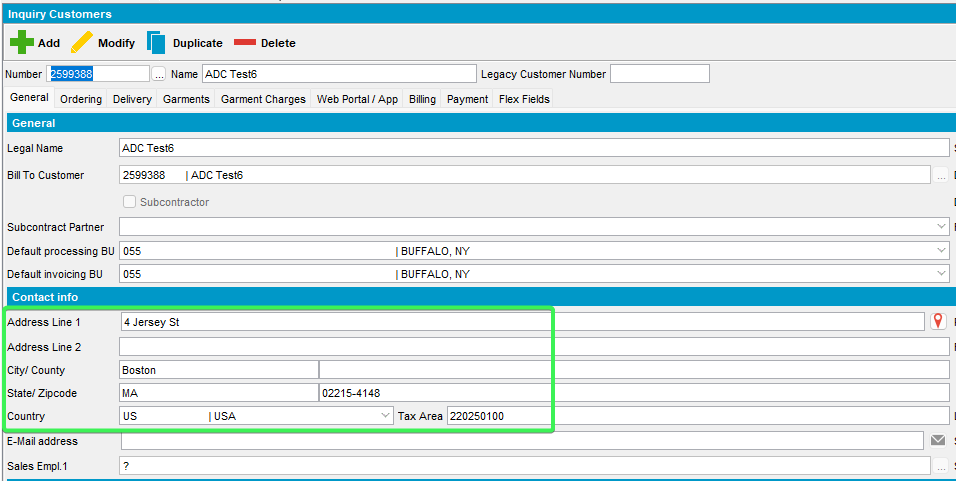 Inquiry Customers
Add Modify Duplicate Delete
Number 2599388 ... Name ADC Test6 Legacy Customer Number
General Ordering Delivery Garments Garment Charges Web Portal / App Billing Payment Flex Fields
General
Legal Name ADC Test6
Bill To Customer 2599388 | ADC Test6 ...
Subcontractor
Subcontract Partner
Default processing BU 055 | BUFFALO, NY
Default invoicing BU 055 | BUFFALO, NY
Contact info
Address Line 1 4 Jersey St
Address Line 2
City/ County Boston
State/ Zipcode MA 02215-4148
Country US | USA Tax Area 220250100
E-Mail address
Sales Empl.1 ? ...